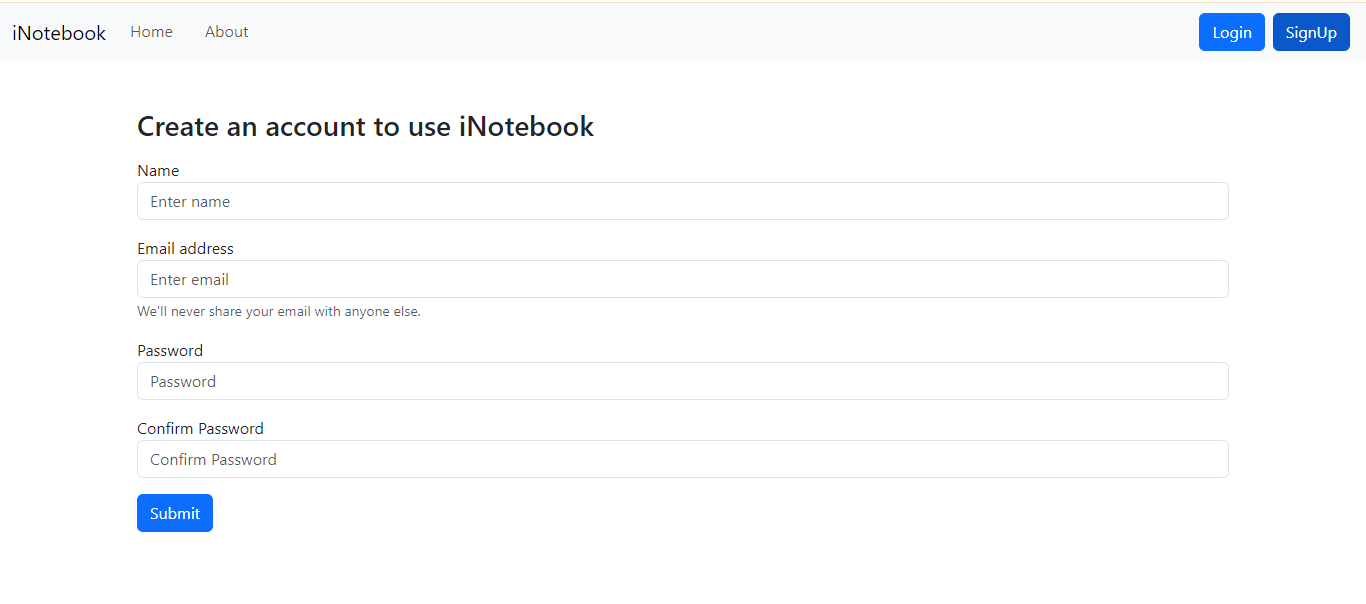 iNotebook Home About Login SignUp
Create an account to use iNotebook
Name
Enter name
Email address
Enter email
We'll never share your email with anyone else.
Password
Password
Confirm Password
Confirm Password
Submit